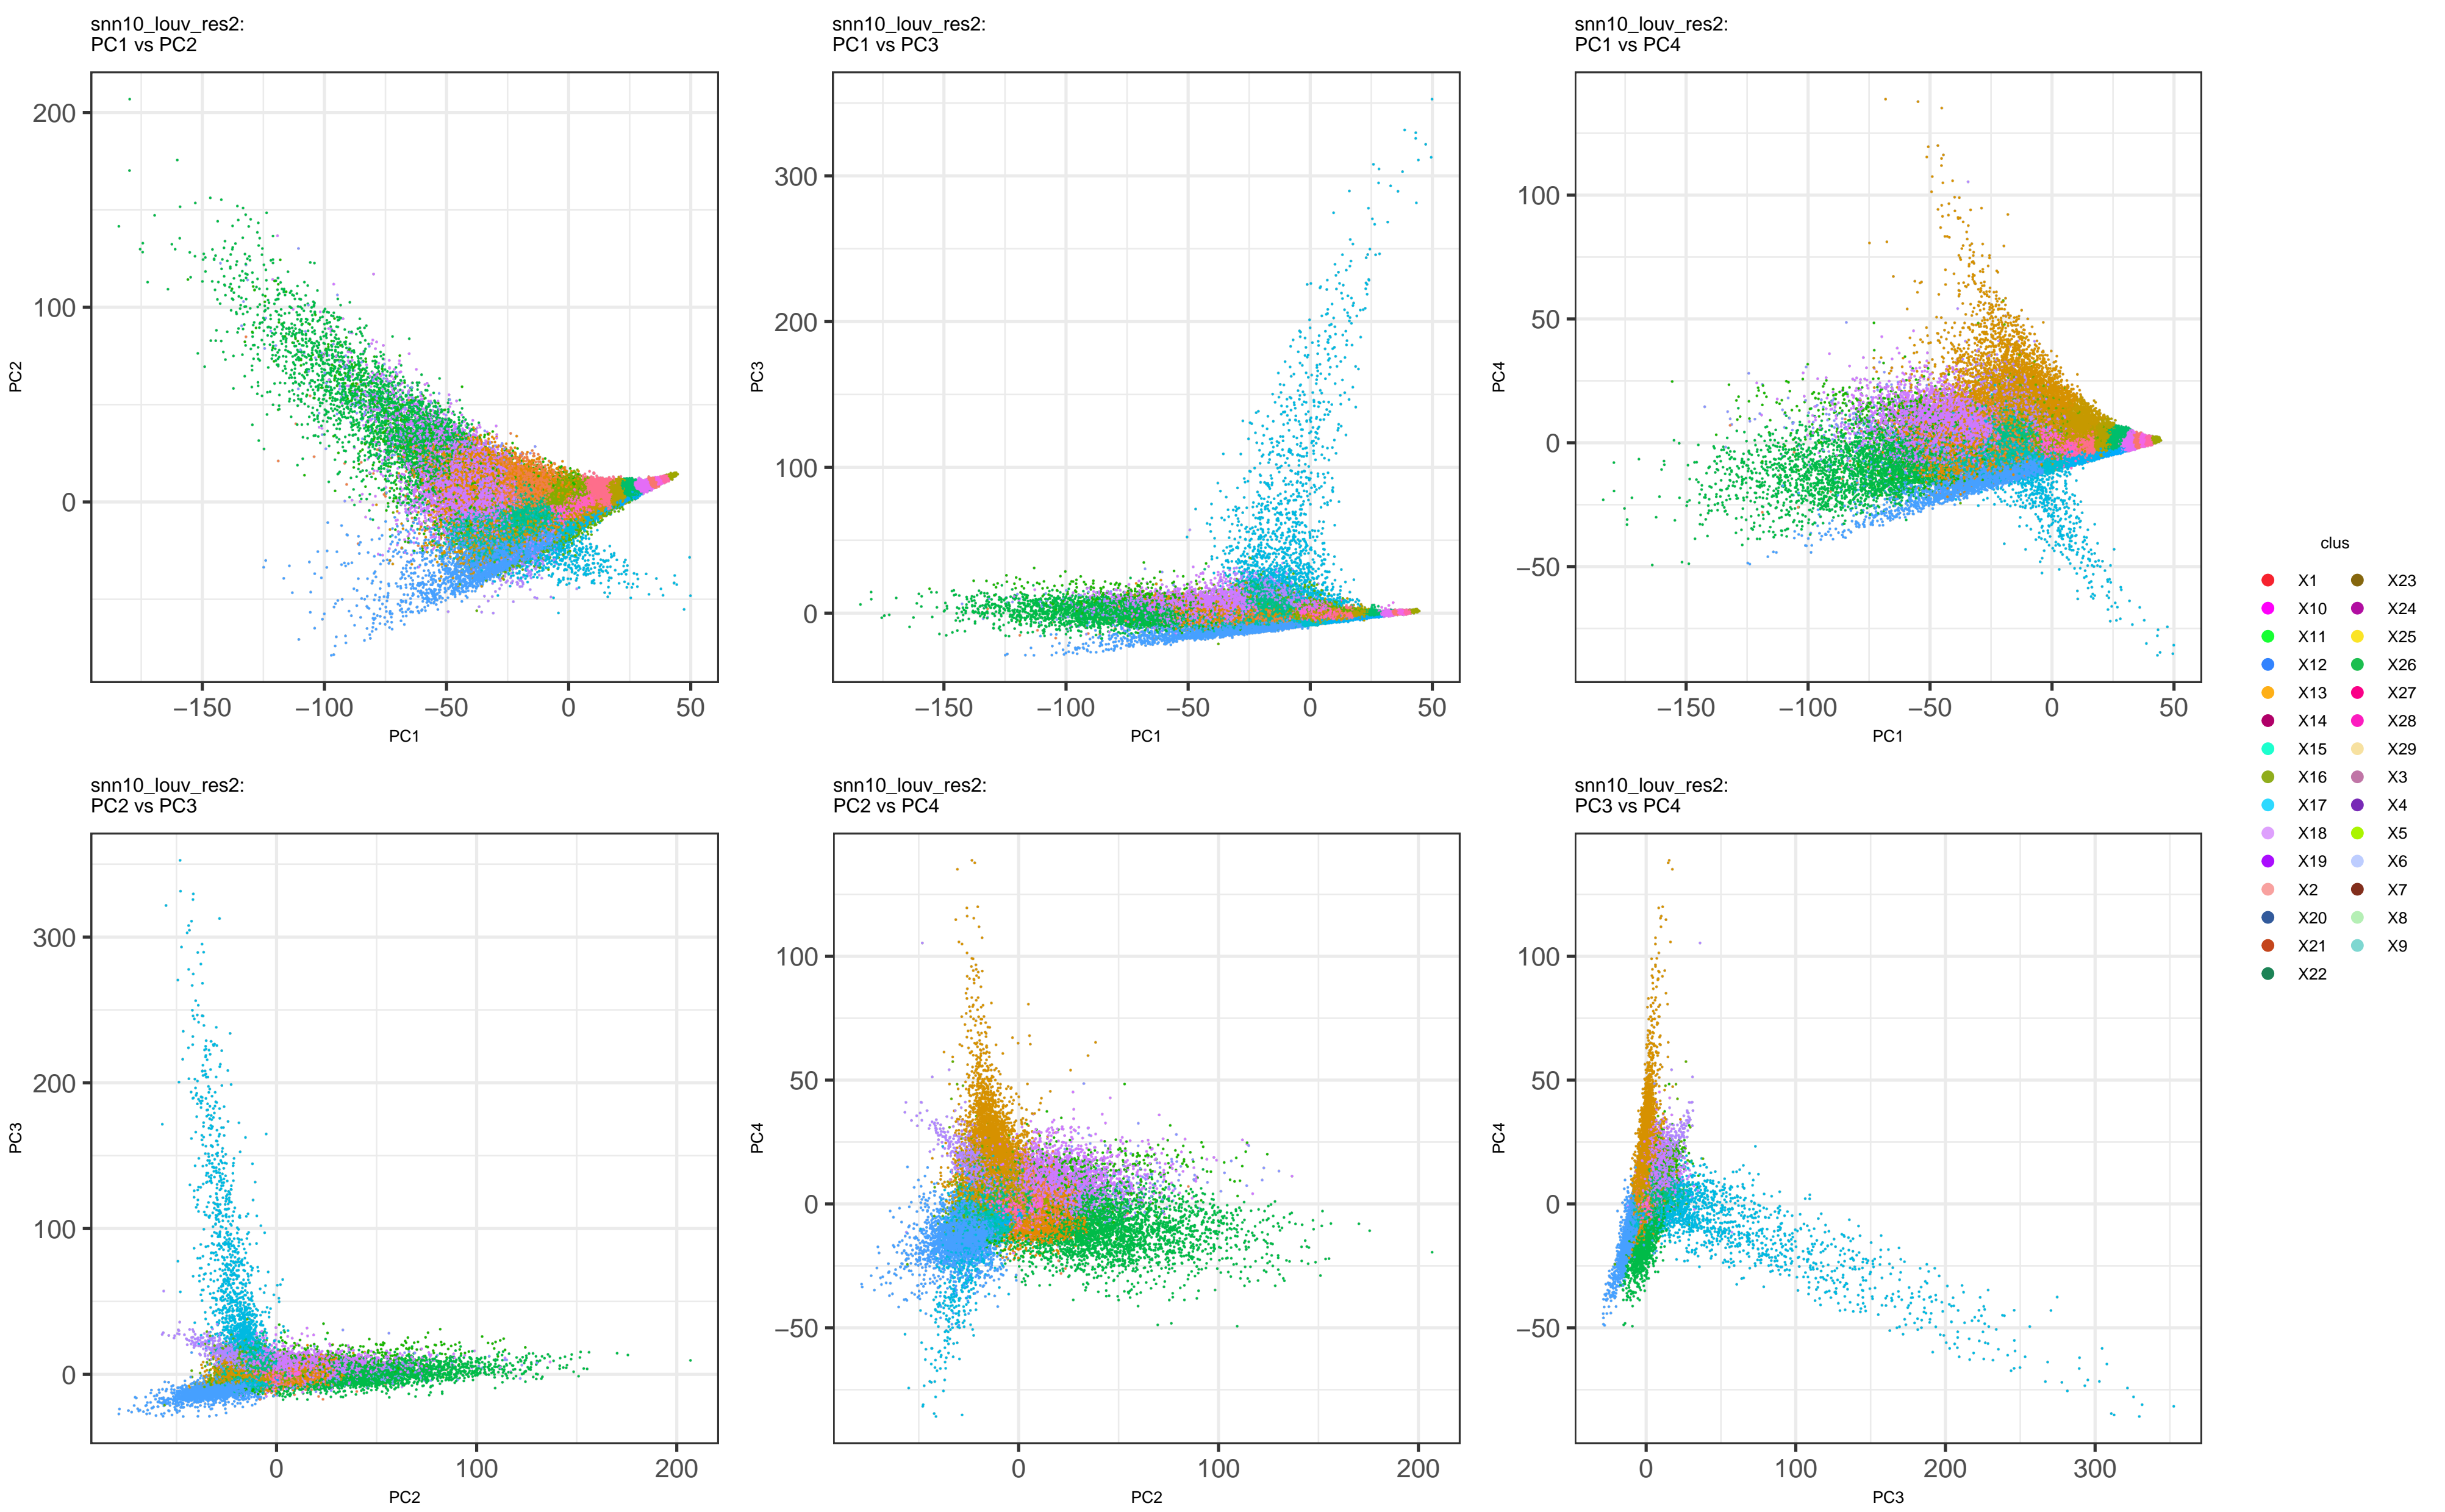 snn10_louv_res2:
PC1 vs PC2
200
100
0
PC2
−150
−100
−50
0
50
PC1
snn10_louv_res2:
PC1 vs PC3
300
200
100
0
PC3
−150
−100
−50
0
50
PC1
snn10_louv_res2:
PC1 vs PC4
100
50
0
−50
PC4
−150
−100
−50
0
50
PC1
snn10_louv_res2:
PC2 vs PC3
300
200
100
0
PC3
0
100
200
PC2
snn10_louv_res2:
PC2 vs PC4
100
50
0
−50
PC4
0
100
200
PC2
snn10_louv_res2:
PC3 vs PC4
100
50
0
−50
PC4
0
100
200
300
PC3
clus
X1
X10
X11
X12
X13
X14
X15
X16
X17
X18
X19
X2
X20
X21
X22
X23
X24
X25
X26
X27
X28
X29
X3
X4
X5
X6
X7
X8
X9